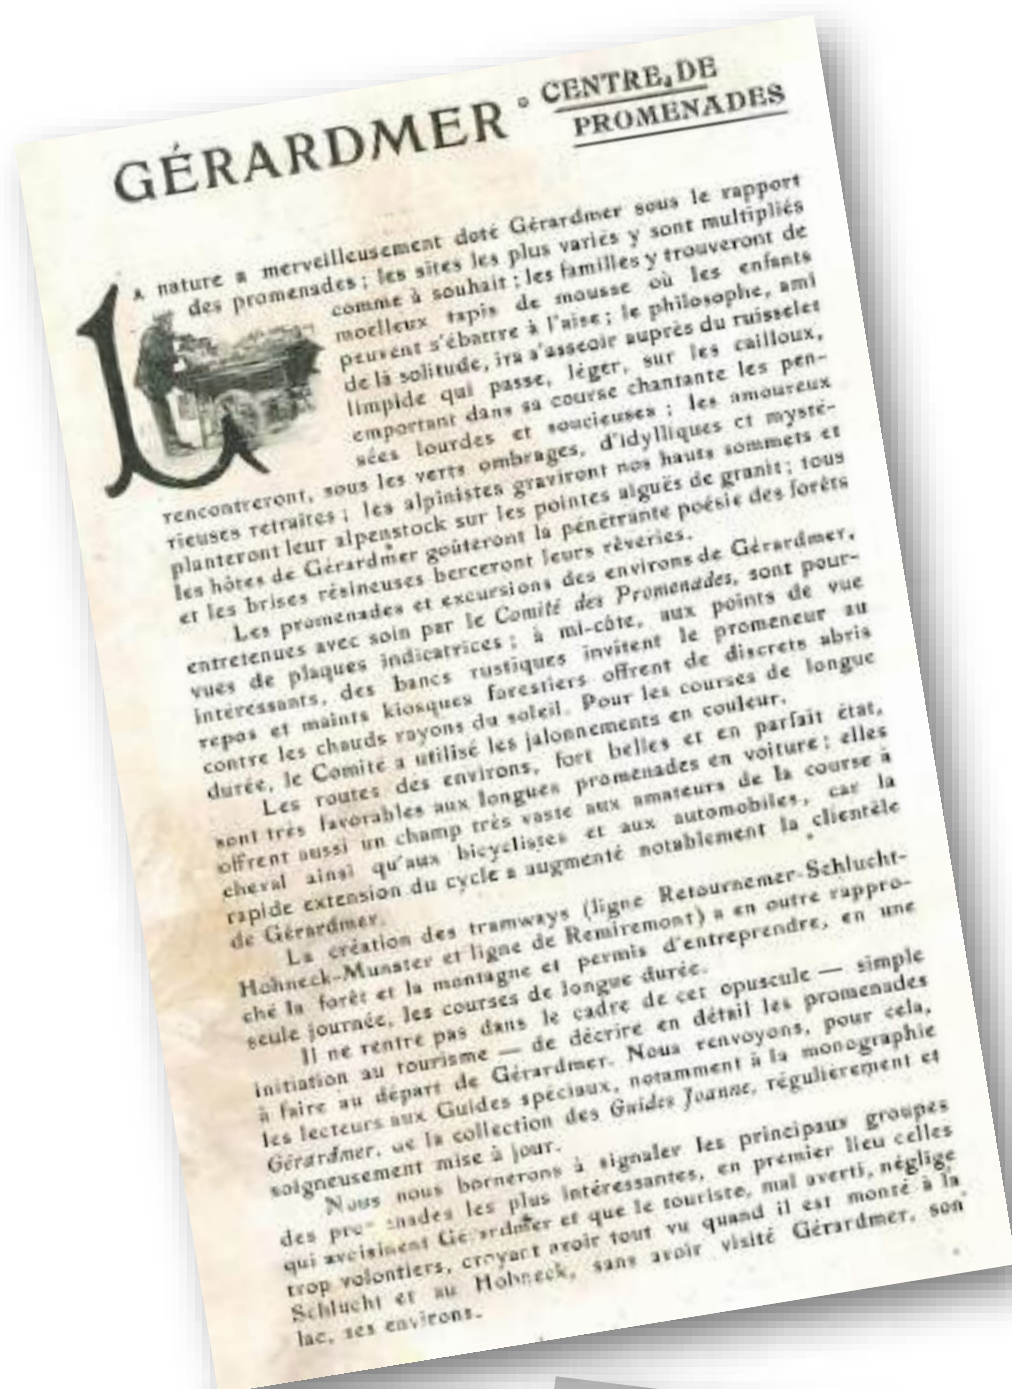 GÉRARDMER ° CENTRE DE
PROMENADES
LA nature a merveilleusement doté Gérardmer sous le rapport
des promenades ; les sites les plus variés y sont multipliés
comme à souhait ; les familles y trouveront de
moelleux tapis de mousse où les enfants
peuvent s'ébattre à l'aise ; le philosophe, ami
de la solitude, ira s'asseoir auprès du ruisselet
limpide qui passe, léger, sur les cailloux,
emportant dans sa course chantante les pen-
sées lourdes et soucieuses ; les amoureux
rencontreront, sous les verts ombrages, d'idylliques et mysté-
rieuses retraites ; les alpinistes graviront nos hauts sommets et
planteront leur alpenstock sur les pointes aiguës de granit ; tous
les hôtes de Gérardmer goûteront la pénétrante poésie des forêts
et les brises résineuses berceront leurs rêveries.
Les promenades et excursions des environs de Gérardmer,
entretenues avec soin par le Comité des Promenades, sont pour-
vues de plaques indicatrices ; à mi-côte, aux points de vue
intéressants, des bancs rustiques invitent le promeneur au
repos et maints kiosques forestiers offrent de discrets abris
contre les chauds rayons du soleil. Pour les courses de longue
durée, le Comité a utilisé les jalonnements en couleur.
Les routes des environs, fort belles et en parfait état,
sont très favorables aux longues promenades en voiture ; elles
offrent aussi un champ très vaste aux amateurs de la course à
cheval ainsi qu'aux bicyclistes et aux automobiles, car la
rapide extension du cycle a augmenté notablement la clientèle
de Gérardmer.
La création des tramways (ligne Retournemer-Schlucht-
Hohneck-Munster et ligne de Remiremont) a en outre rappro-
ché la forêt et la montagne et permis d'entreprendre, en une
seule journée, les courses de longue durée.
Il ne rentre pas dans le cadre de cet opuscule — simple
initiation au tourisme — de décrire en détail les promenades
à faire au départ de Gérardmer. Nous renvoyons, pour cela,
les lecteurs aux Guides spéciaux, notamment à la monographie
Gérardmer, de la collection des Guides Joanne, régulièrement et
soigneusement mise à jour.
Nous nous bornerons à signaler les principaux groupes
des promenades les plus intéressantes, en premier lieu celles
qui avoisinent Gérardmer et que le touriste, mal averti, néglige
trop volontiers, croyant avoir tout vu quand il est monté à la
Schlucht et au Hohneck, sans avoir visité Gérardmer, son
lac, ses environs.